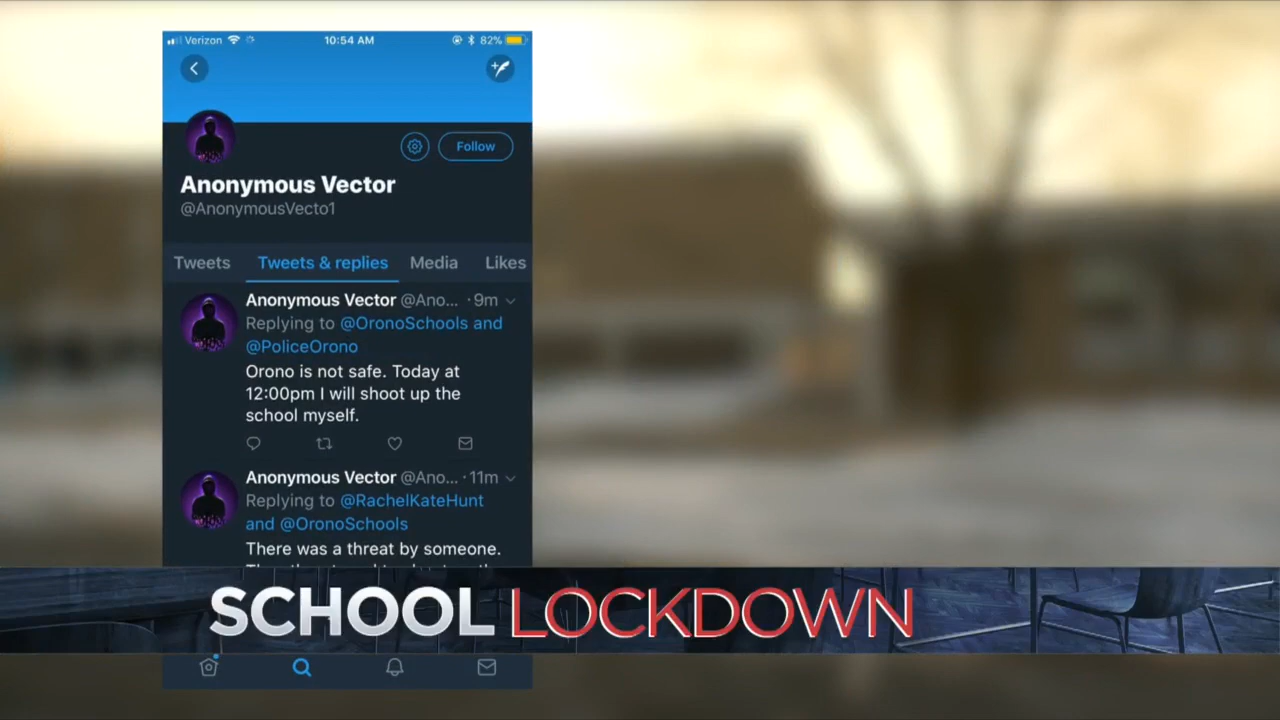 Verizon 10:54 AM 82%
Follow
Anonymous Vector
@AnonymousVecto1
Tweets Tweets & replies Media Likes
Anonymous Vector @Ano... · 9m
Replying to @OronoSchools and
@PoliceOrono
Orono is not safe. Today at
12:00pm I will shoot up the
school myself.
Anonymous Vector @Ano... · 11m
Replying to @RachelKateHunt
and @OronoSchools
There was a threat by someone.
SCHOOL LOCKDOWN